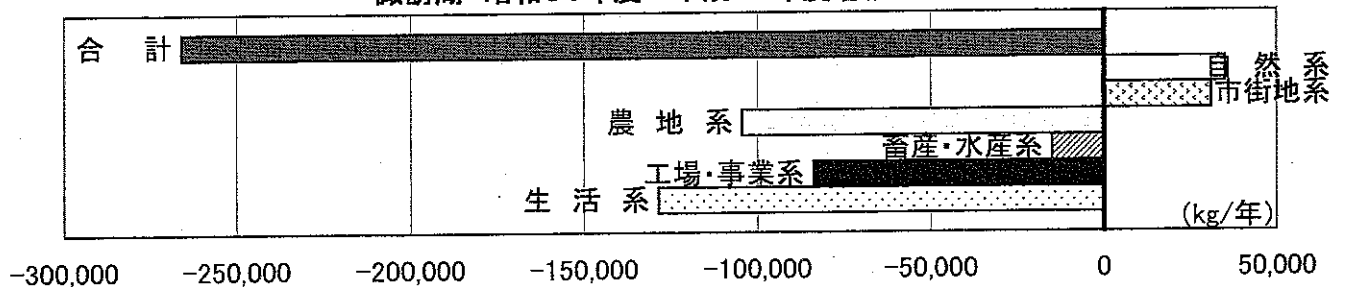 合 計
自 然 系
市街地系
農 地 系
畜産・水産系
工場・事業系
生 活 系
(kg/年)
-300,000 -250,000 -200,000 -150,000 -100,000 -50,000 0 50,000